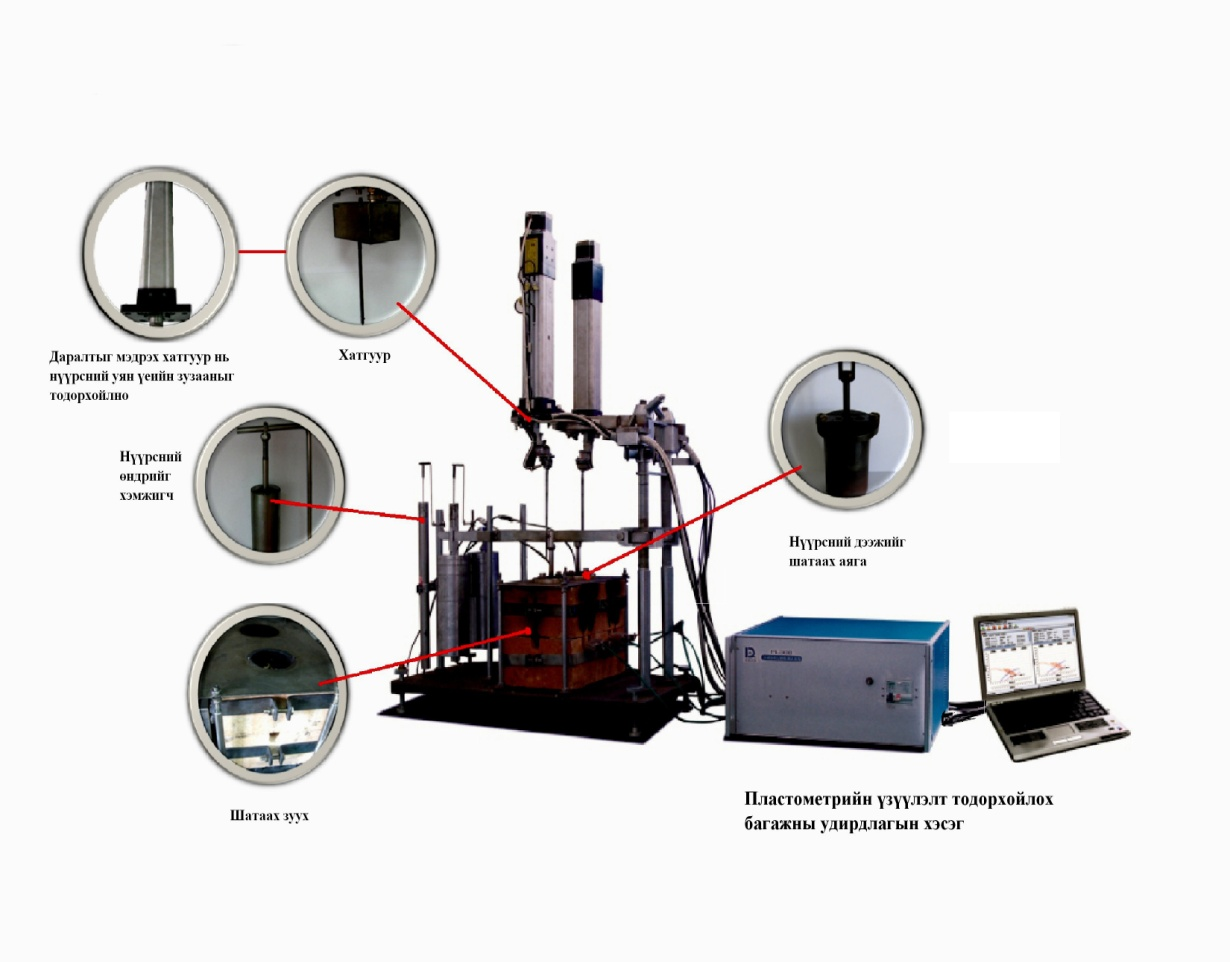 Даралтыг мэдрэх хатгуур нь
нүүрсний уян үеийн зузааныг
тодорхойлно
Хатгуур
Нүүрсний
өндрийг
хэмжигч
Нүүрсний дээжийг
шатаах аяга
Шатаах зуух
Пластометрийн үзүүлэлт тодорхойлох
багажны удирдлагын хэсэг